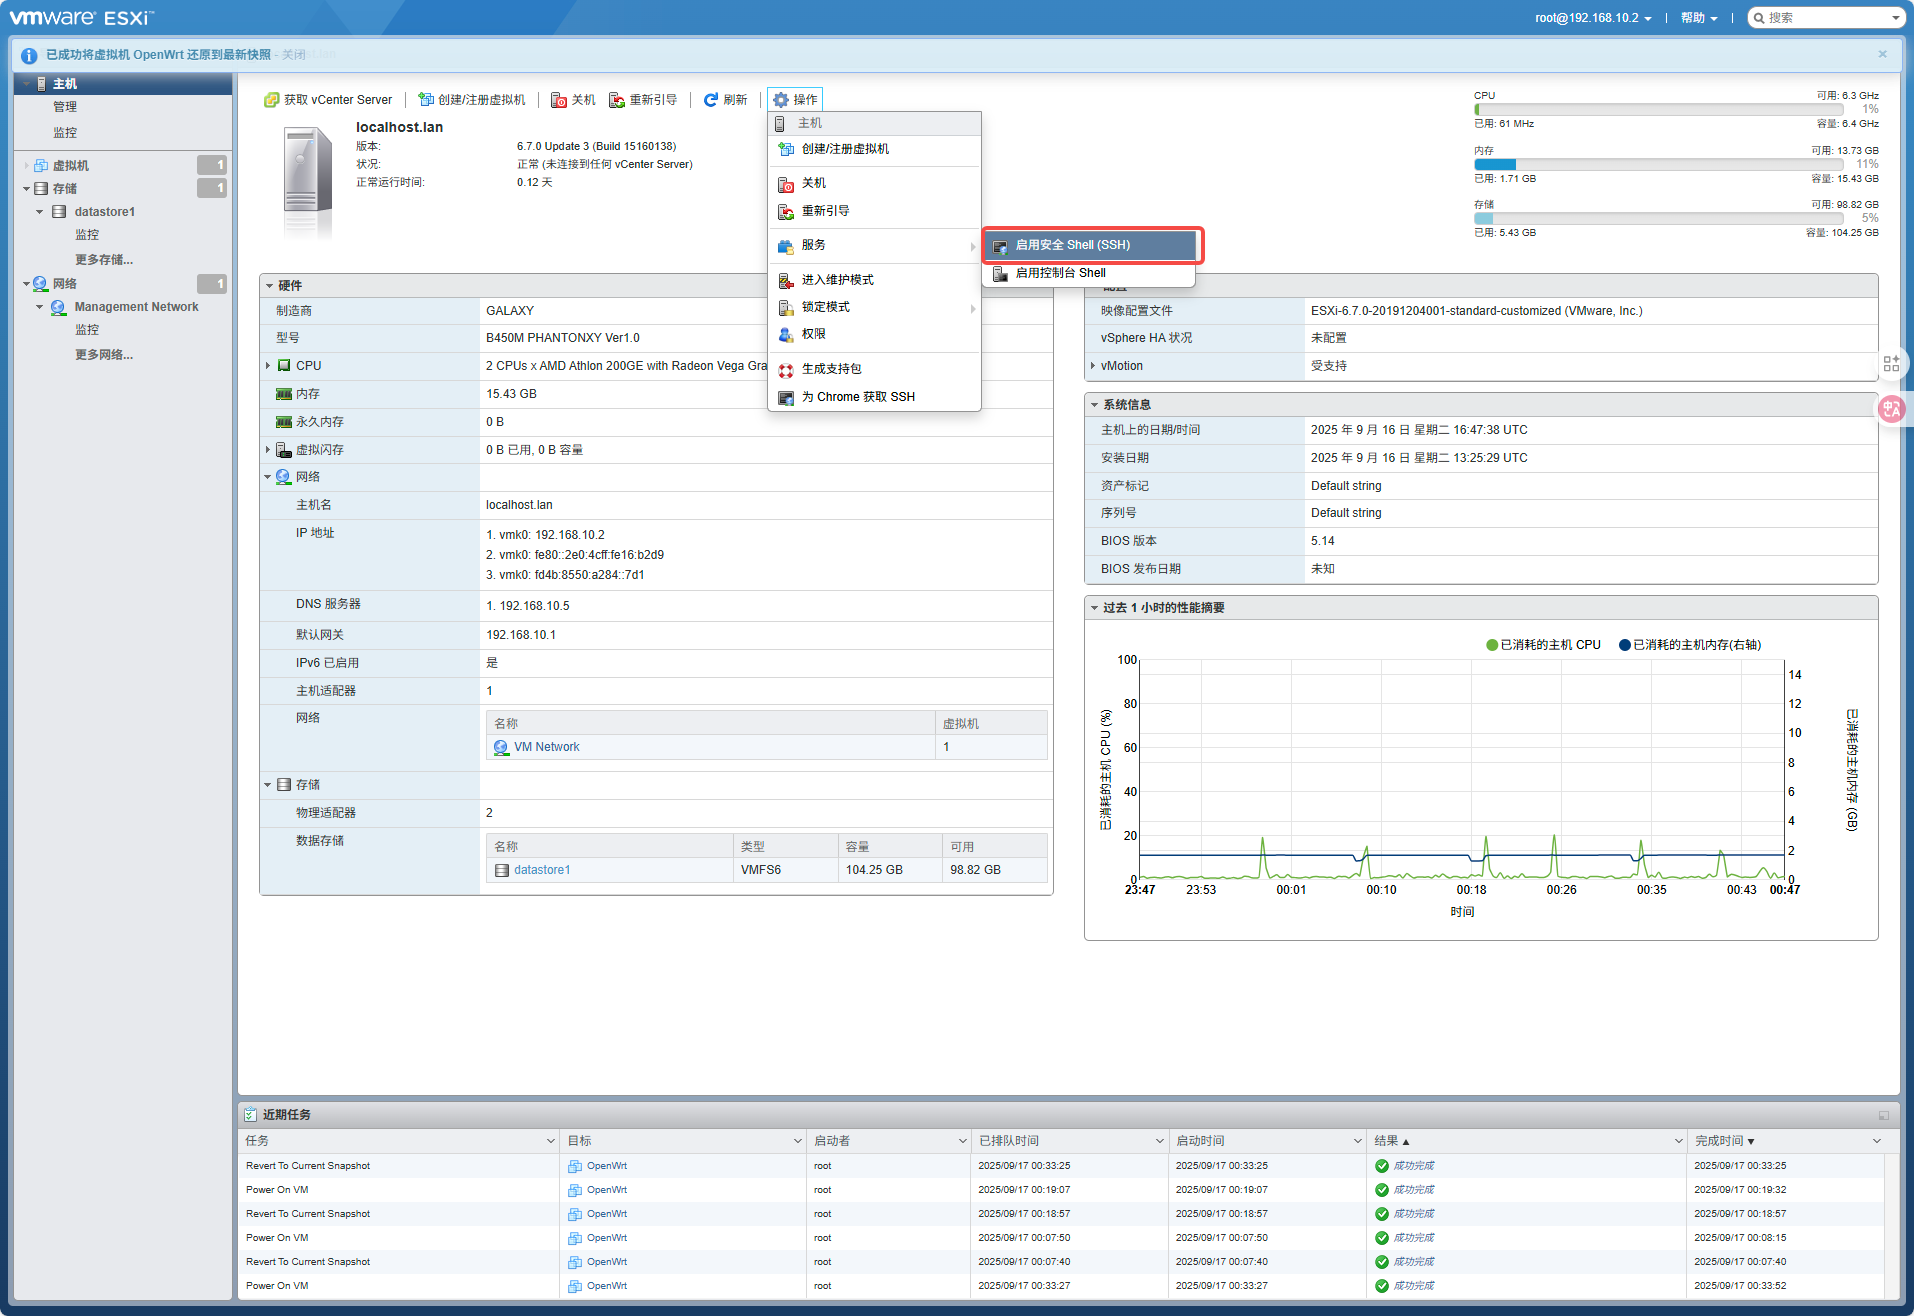 vmware ESXi™
root@192.168.10.2 | 帮助 | 搜索
已成功将虚拟机 OpenWrt 还原到最新快照 - 关闭
主机
管理
监控
虚拟机 1
存储 1
datastore1
监控
更多存储...
网络 1
Management Network
监控
更多网络...
获取 vCenter Server | 创建/注册虚拟机 | 关机 重新引导 | 刷新 | 操作
localhost.lan
版本: 6.7.0 Update 3 (Build 15160138)
状况: 正常 (未连接到任何 vCenter Server)
正常运行时间: 0.12 天
主机
创建/注册虚拟机
关机
重新引导
服务
进入维护模式
锁定模式
权限
生成支持包
为 Chrome 获取 SSH
启用安全 Shell (SSH)
启用控制台 Shell
CPU 可用: 6.3 GHz
1%
已用: 61 MHz 容量: 6.4 GHz
内存 可用: 13.73 GB
11%
已用: 1.71 GB 容量: 15.43 GB
存储 可用: 98.82 GB
5%
已用: 5.43 GB 容量: 104.25 GB
硬件
制造商 GALAXY
型号 B450M PHANTONXY Ver1.0
CPU 2 CPUs x AMD Athlon 200GE with Radeon Vega Gra
内存 15.43 GB
永久内存 0 B
虚拟闪存 0 B 已用, 0 B 容量
网络
主机名 localhost.lan
IP 地址 1. vmk0: 192.168.10.2
2. vmk0: fe80::2e0:4cff:fe16:b2d9
3. vmk0: fd4b:8550:a284::7d1
DNS 服务器 1. 192.168.10.5
默认网关 192.168.10.1
IPv6 已启用 是
主机适配器 1
网络 名称 虚拟机
VM Network 1
存储
物理适配器 2
数据存储 名称 类型 容量 可用
datastore1 VMFS6 104.25 GB 98.82 GB
配置
映像配置文件 ESXi-6.7.0-20191204001-standard-customized (VMware, Inc.)
vSphere HA 状况 未配置
vMotion 受支持
系统信息
主机上的日期/时间 2025 年 9 月 16 日 星期二 16:47:38 UTC
安装日期 2025 年 9 月 16 日 星期二 13:25:29 UTC
资产标记 Default string
序列号 Default string
BIOS 版本 5.14
BIOS 发布日期 未知
过去 1 小时的性能摘要
已消耗的主机 CPU 已消耗的主机内存(右轴)
已消耗的主机 CPU (%)
100
80
60
40
20
0
14
12
10
8
6
4
2
0
已消耗的主机内存 (GB)
23:47 23:53 00:01 00:10 00:18 00:26 00:35 00:43 00:47
时间
近期任务
任务 目标 启动者 已排队时间 启动时间 结果 ▲ 完成时间 ▼
Revert To Current Snapshot OpenWrt root 2025/09/17 00:33:25 2025/09/17 00:33:25 成功完成 2025/09/17 00:33:25
Power On VM OpenWrt root 2025/09/17 00:19:07 2025/09/17 00:19:07 成功完成 2025/09/17 00:19:32
Revert To Current Snapshot OpenWrt root 2025/09/17 00:18:57 2025/09/17 00:18:57 成功完成 2025/09/17 00:18:57
Power On VM OpenWrt root 2025/09/17 00:07:50 2025/09/17 00:07:50 成功完成 2025/09/17 00:08:15
Revert To Current Snapshot OpenWrt root 2025/09/17 00:07:40 2025/09/17 00:07:40 成功完成 2025/09/17 00:07:40
Power On VM OpenWrt root 2025/09/17 00:33:27 2025/09/17 00:33:27 成功完成 2025/09/17 00:33:52